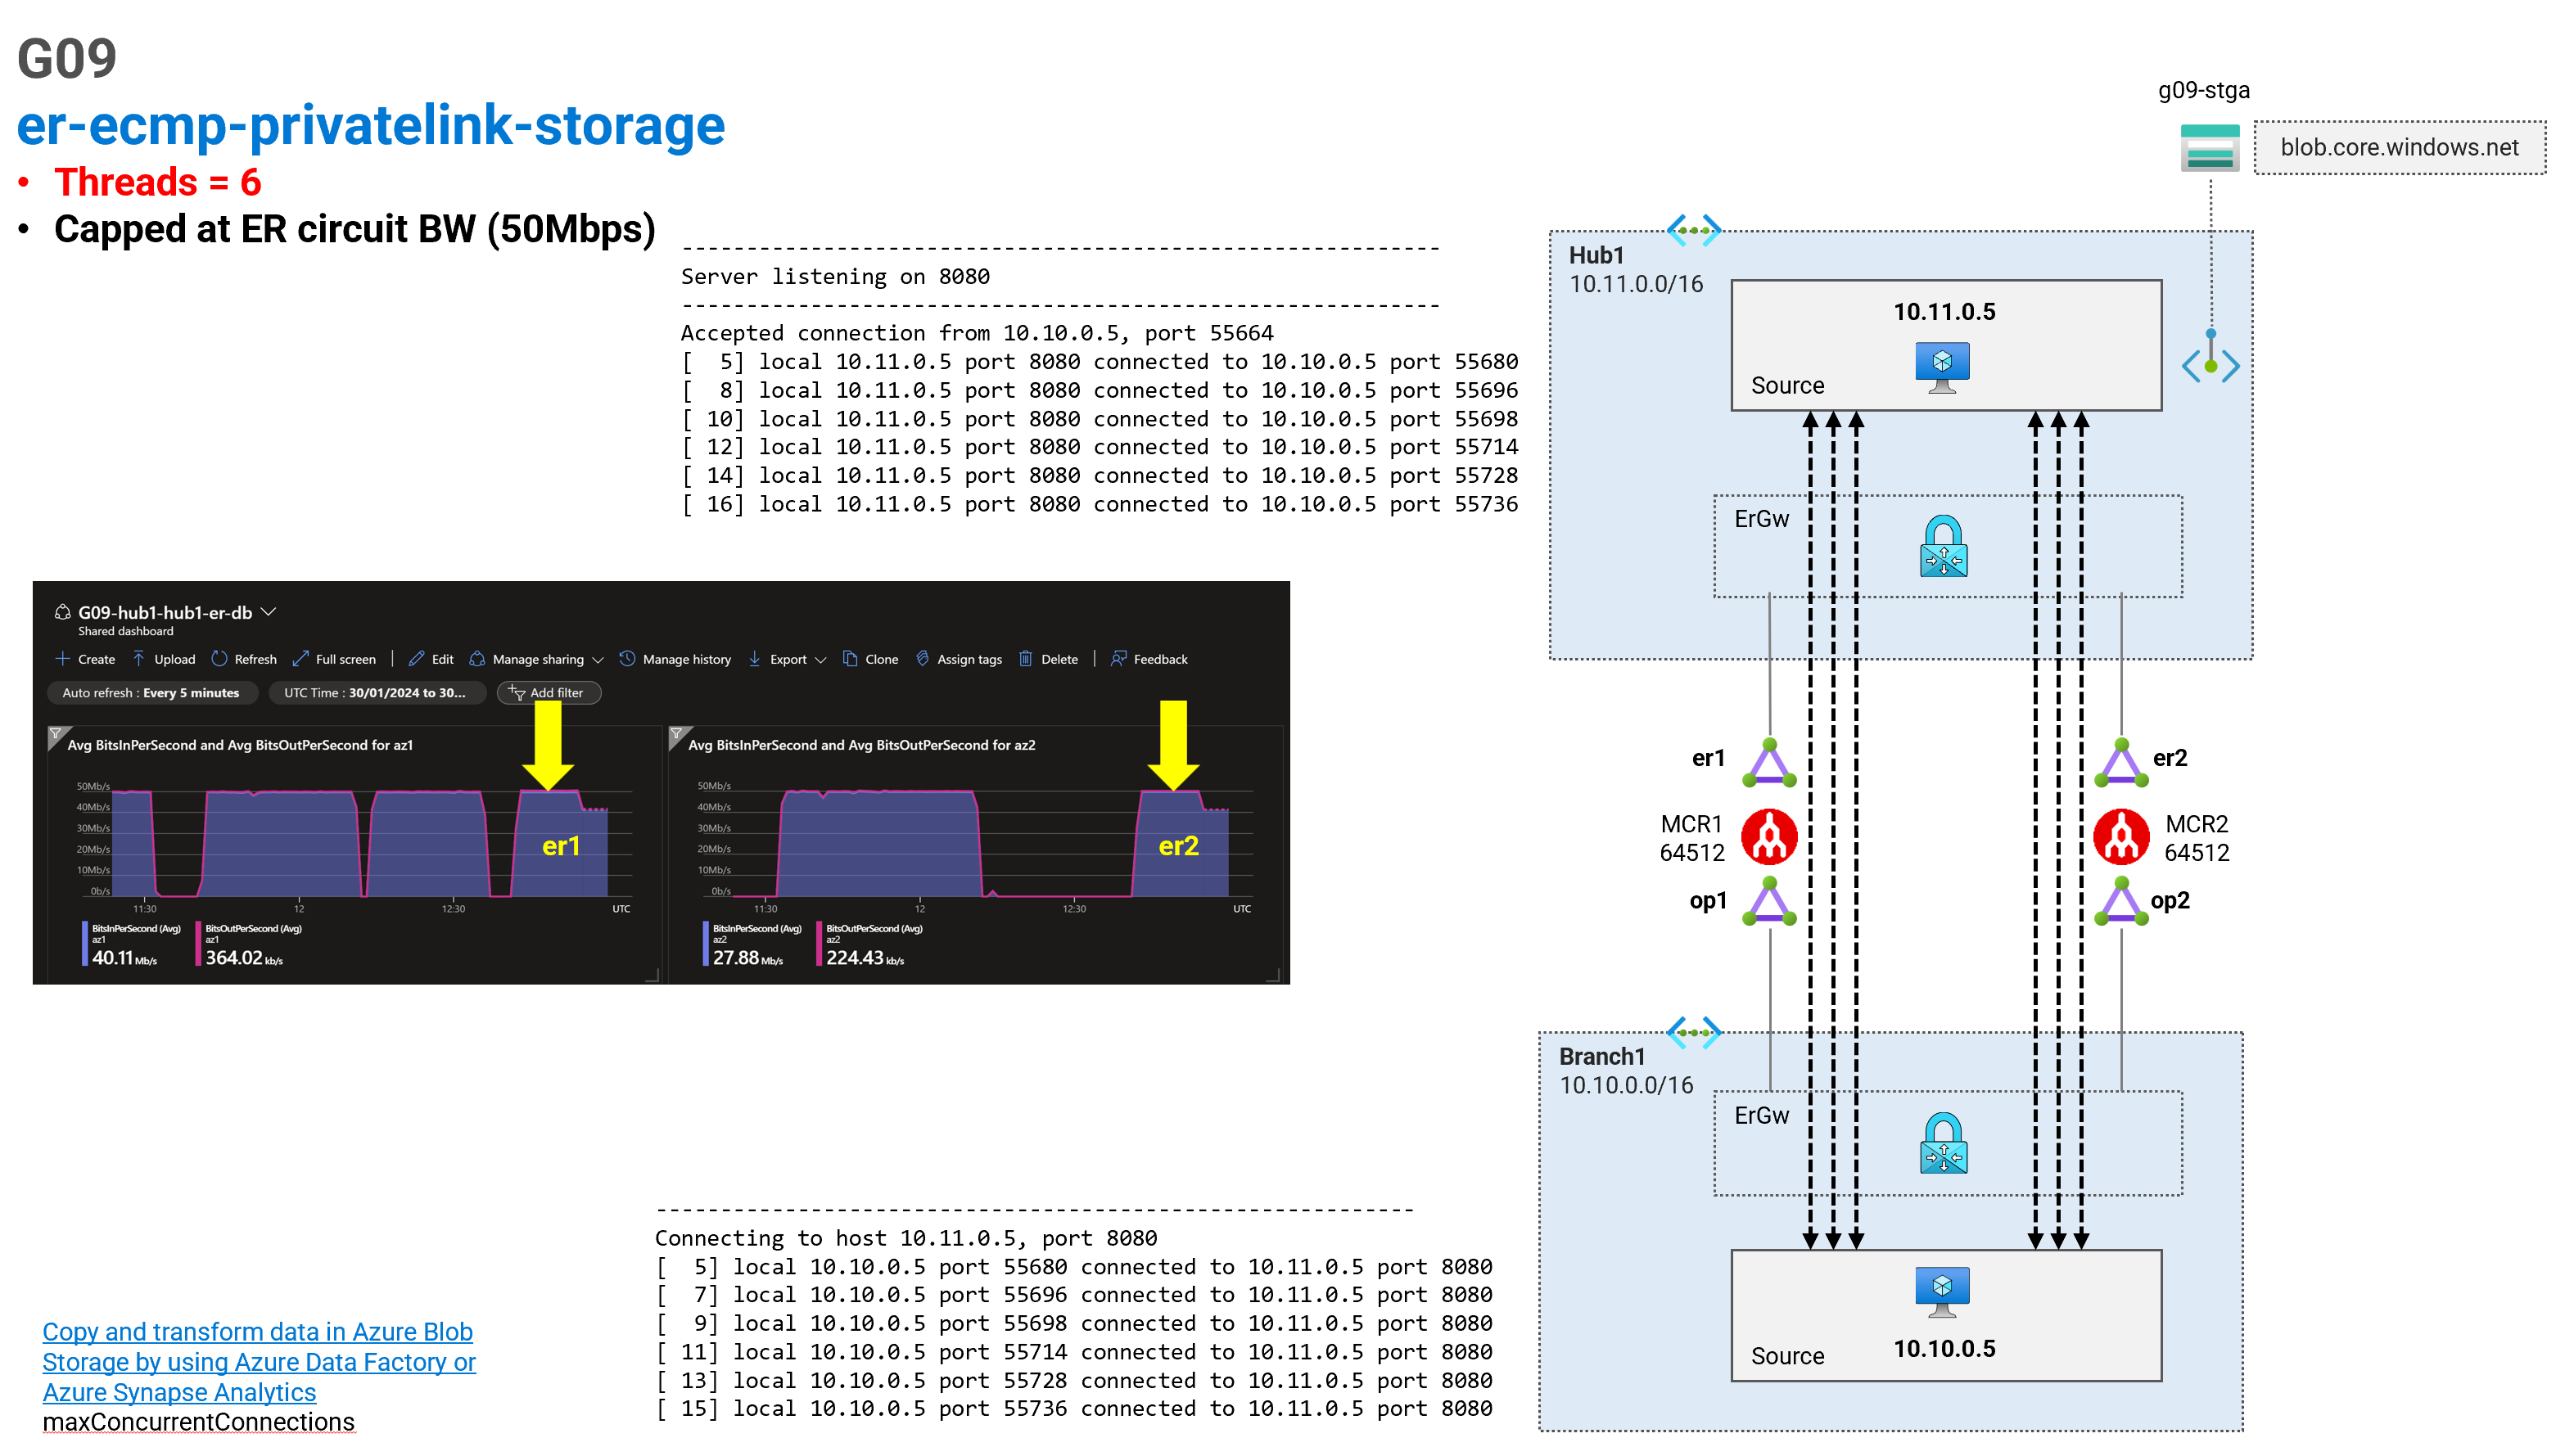 G09
er-ecmp-privatelink-storage
• Threads = 6
• Capped at ER circuit BW (50Mbps)
-----------------------------------------------------------
Server listening on 8080
-----------------------------------------------------------
Accepted connection from 10.10.0.5, port 55664
[  5] local 10.11.0.5 port 8080 connected to 10.10.0.5 port 55680
[  8] local 10.11.0.5 port 8080 connected to 10.10.0.5 port 55696
[ 10] local 10.11.0.5 port 8080 connected to 10.10.0.5 port 55698
[ 12] local 10.11.0.5 port 8080 connected to 10.10.0.5 port 55714
[ 14] local 10.11.0.5 port 8080 connected to 10.10.0.5 port 55728
[ 16] local 10.11.0.5 port 8080 connected to 10.10.0.5 port 55736
G09-hub1-hub1-er-db
Shared dashboard
Create Upload Refresh Full screen Edit Manage sharing Manage history Export Clone Assign tags Delete Feedback
Auto refresh : Every 5 minutes UTC Time : 30/01/2024 to 30... Add filter
Avg BitsInPerSecond and Avg BitsOutPerSecond for az1
50Mb/s
40Mb/s
30Mb/s
20Mb/s
10Mb/s
0b/s
er1
11:30 12 12:30 UTC
BitsInPerSecond (Avg) BitsOutPerSecond (Avg)
az1 az1
40.11 Mb/s 364.02 kb/s
Avg BitsInPerSecond and Avg BitsOutPerSecond for az2
50Mb/s
40Mb/s
30Mb/s
20Mb/s
10Mb/s
0b/s
er2
11:30 12 12:30 UTC
BitsInPerSecond (Avg) BitsOutPerSecond (Avg)
az2 az2
27.88 Mb/s 224.43 kb/s
-----------------------------------------------------------
Connecting to host 10.11.0.5, port 8080
[  5] local 10.10.0.5 port 55680 connected to 10.11.0.5 port 8080
[  7] local 10.10.0.5 port 55696 connected to 10.11.0.5 port 8080
[  9] local 10.10.0.5 port 55698 connected to 10.11.0.5 port 8080
[ 11] local 10.10.0.5 port 55714 connected to 10.11.0.5 port 8080
[ 13] local 10.10.0.5 port 55728 connected to 10.11.0.5 port 8080
[ 15] local 10.10.0.5 port 55736 connected to 10.11.0.5 port 8080
Copy and transform data in Azure Blob
Storage by using Azure Data Factory or
Azure Synapse Analytics
maxConcurrentConnections
g09-stga
blob.core.windows.net
Hub1
10.11.0.0/16
10.11.0.5
Source
ErGw
er1
er2
MCR1
64512
MCR2
64512
op1
op2
Branch1
10.10.0.0/16
ErGw
10.10.0.5
Source